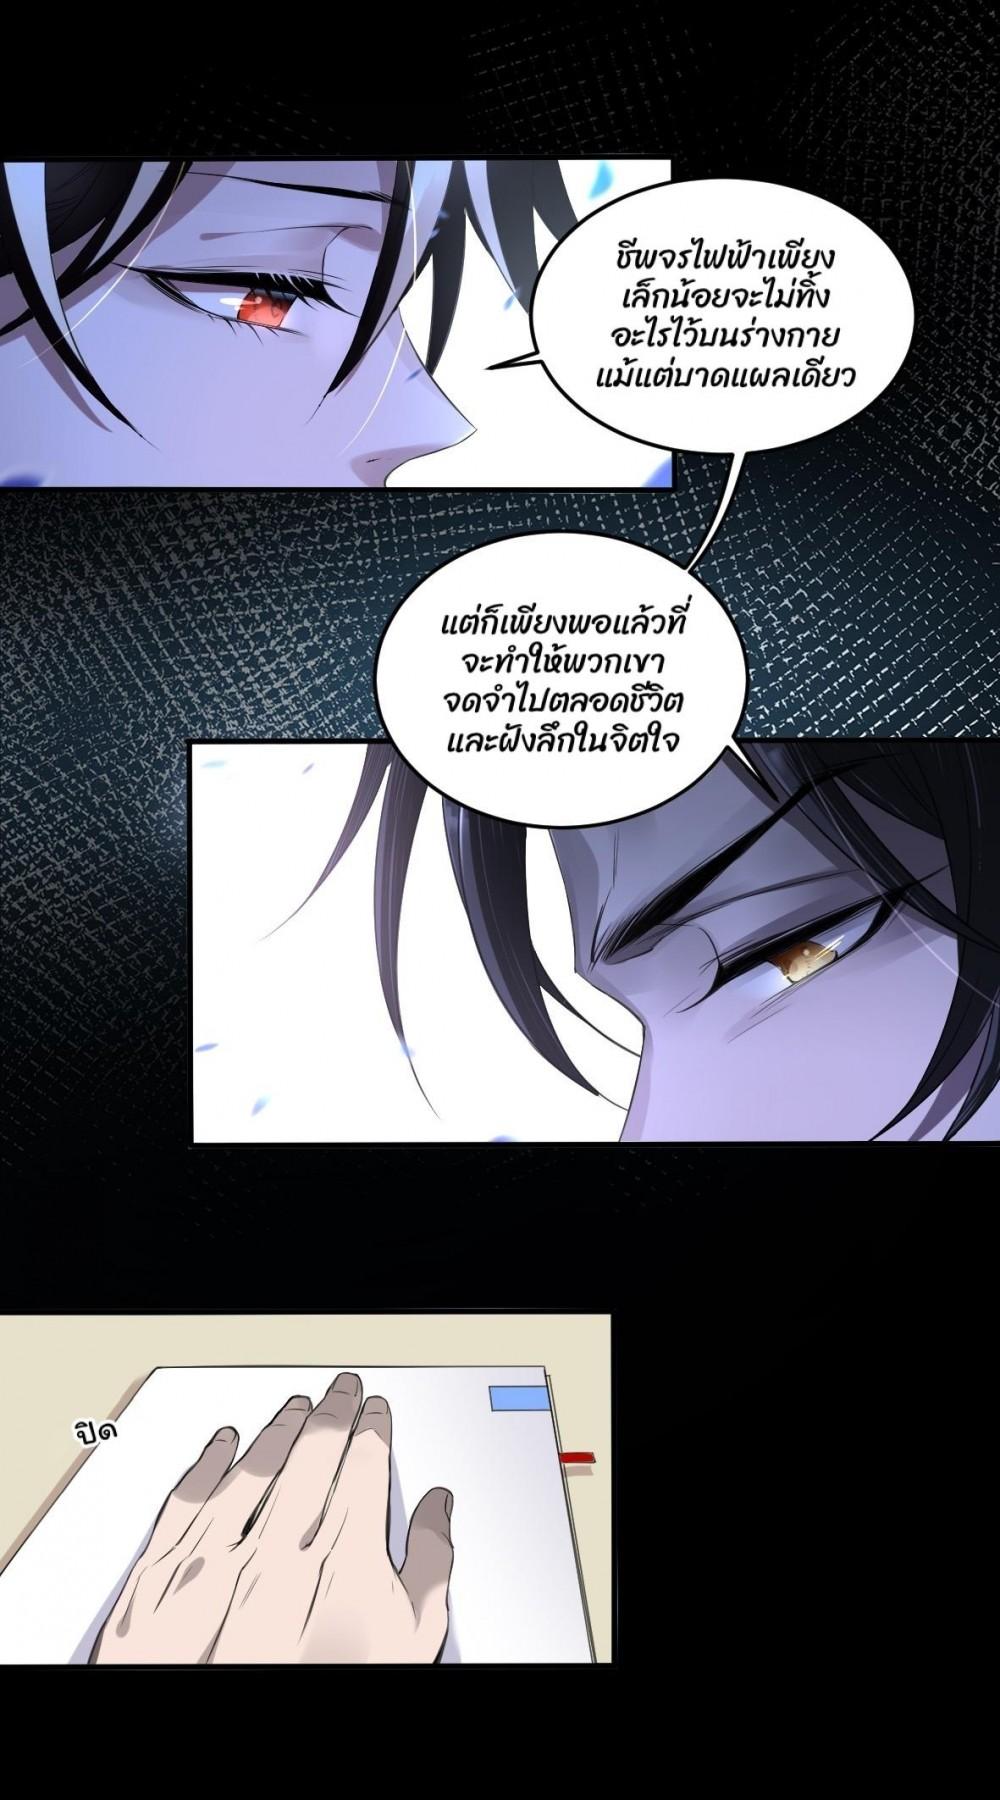 ชีพจรไฟฟ้าเพียง
เล็กน้อยจะไม่ทิ้ง
อะไรไว้บนร่างกาย
แม้แต่บาดแผลเดียว
แต่ก็เพียงพอแล้วที่
จะทำให้พวกเขา
จดจำไปตลอดชีวิต
และฝังลึกในจิตใจ
ปิด